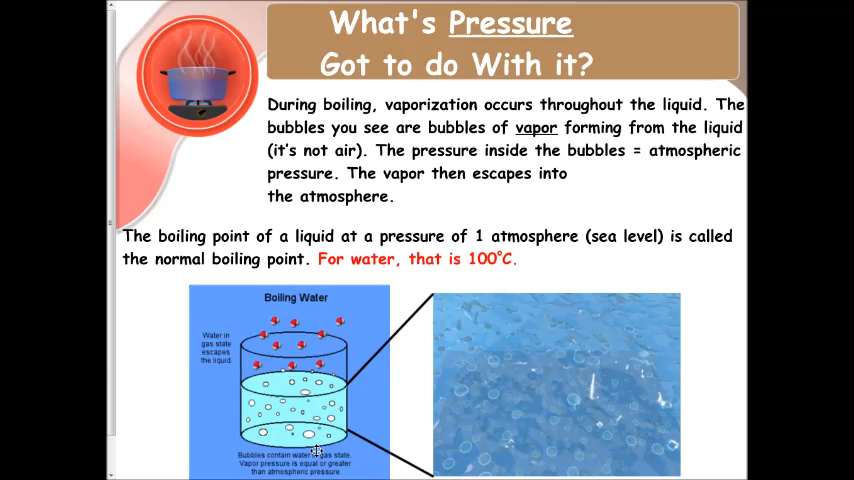 What's Pressure
Got to do With it?
During boiling, vaporization occurs throughout the liquid. The
bubbles you see are bubbles of vapor forming from the liquid
(it's not air). The pressure inside the bubbles = atmospheric
pressure. The vapor then escapes into
the atmosphere.
The boiling point of a liquid at a pressure of 1 atmosphere (sea level) is called
the normal boiling point. For water, that is 100°C.
Boiling Water
Water in
gas state
escapes
the liquid.
Bubbles contain water gas state.
Vapor pressure is equal or greater
than atmospheric pressure.